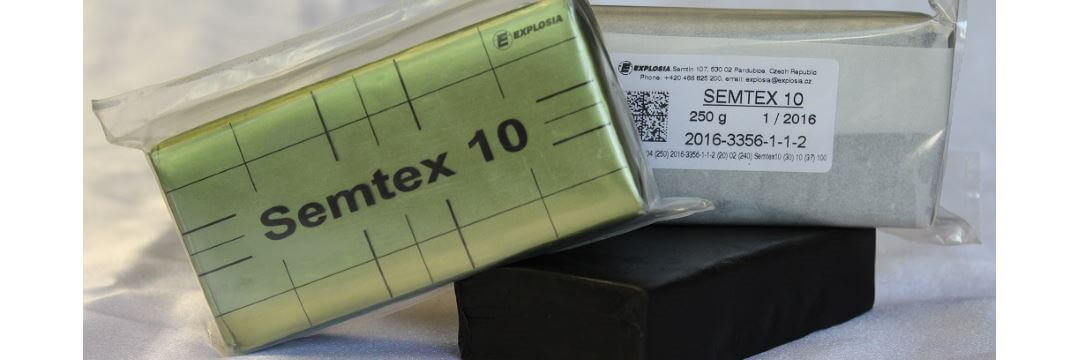 EXPLOSIA
Semtex 10
EXPLOSIA Semtín 107, 530 02 Pardubice, Czech Republic
Phone: +420 466 825 200, email: explosia@explosia.cz
SEMTEX 10
250 g 1 / 2016
2016-3356-1-1-2
04 (250) 2016-3356-1-1-2 (20) 02 (240) Semtex10 (30) 10 (37) 100